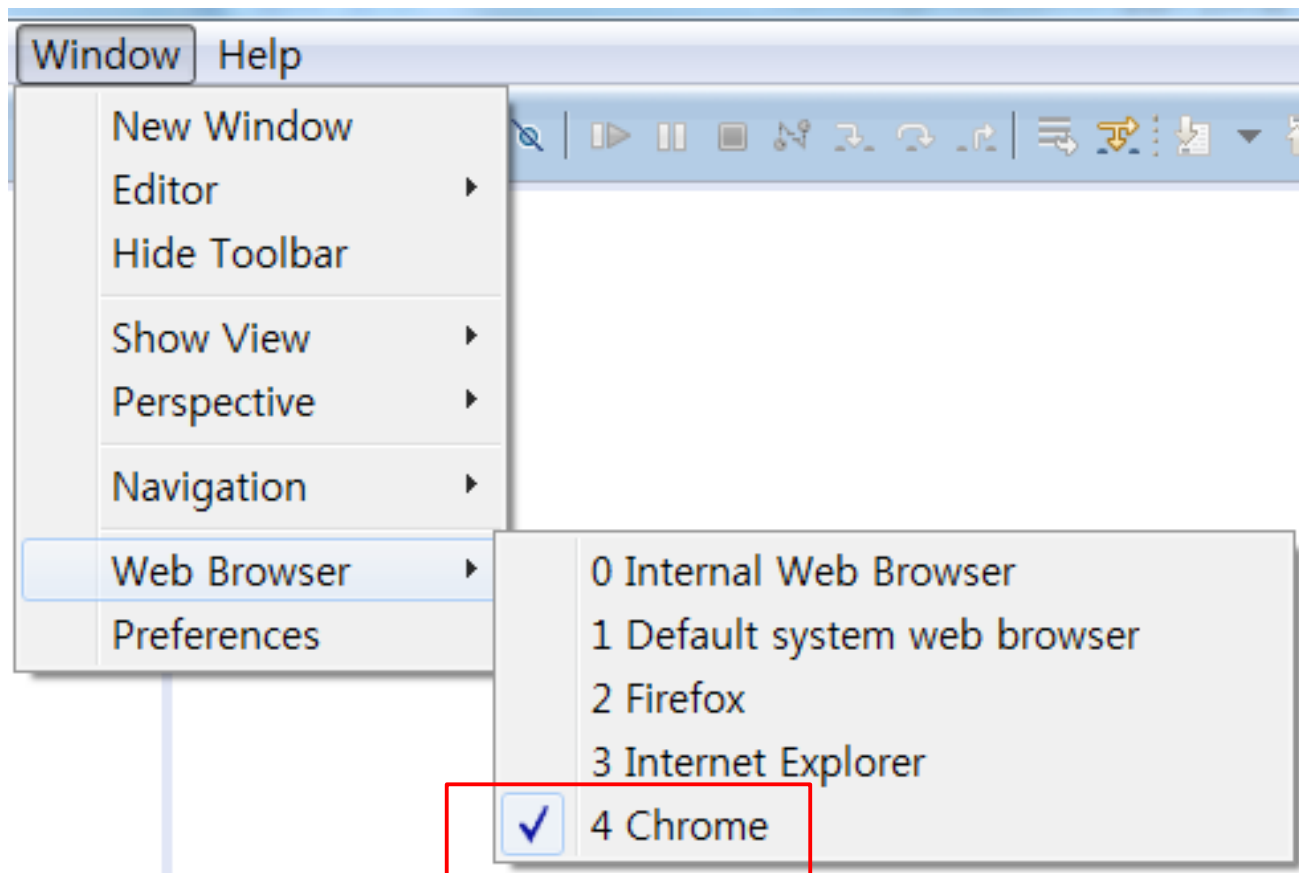 Window Help
New Window
Editor
Hide Toolbar
Show View
Perspective
Navigation
Web Browser
Preferences
0 Internal Web Browser
1 Default system web browser
2 Firefox
3 Internet Explorer
4 Chrome